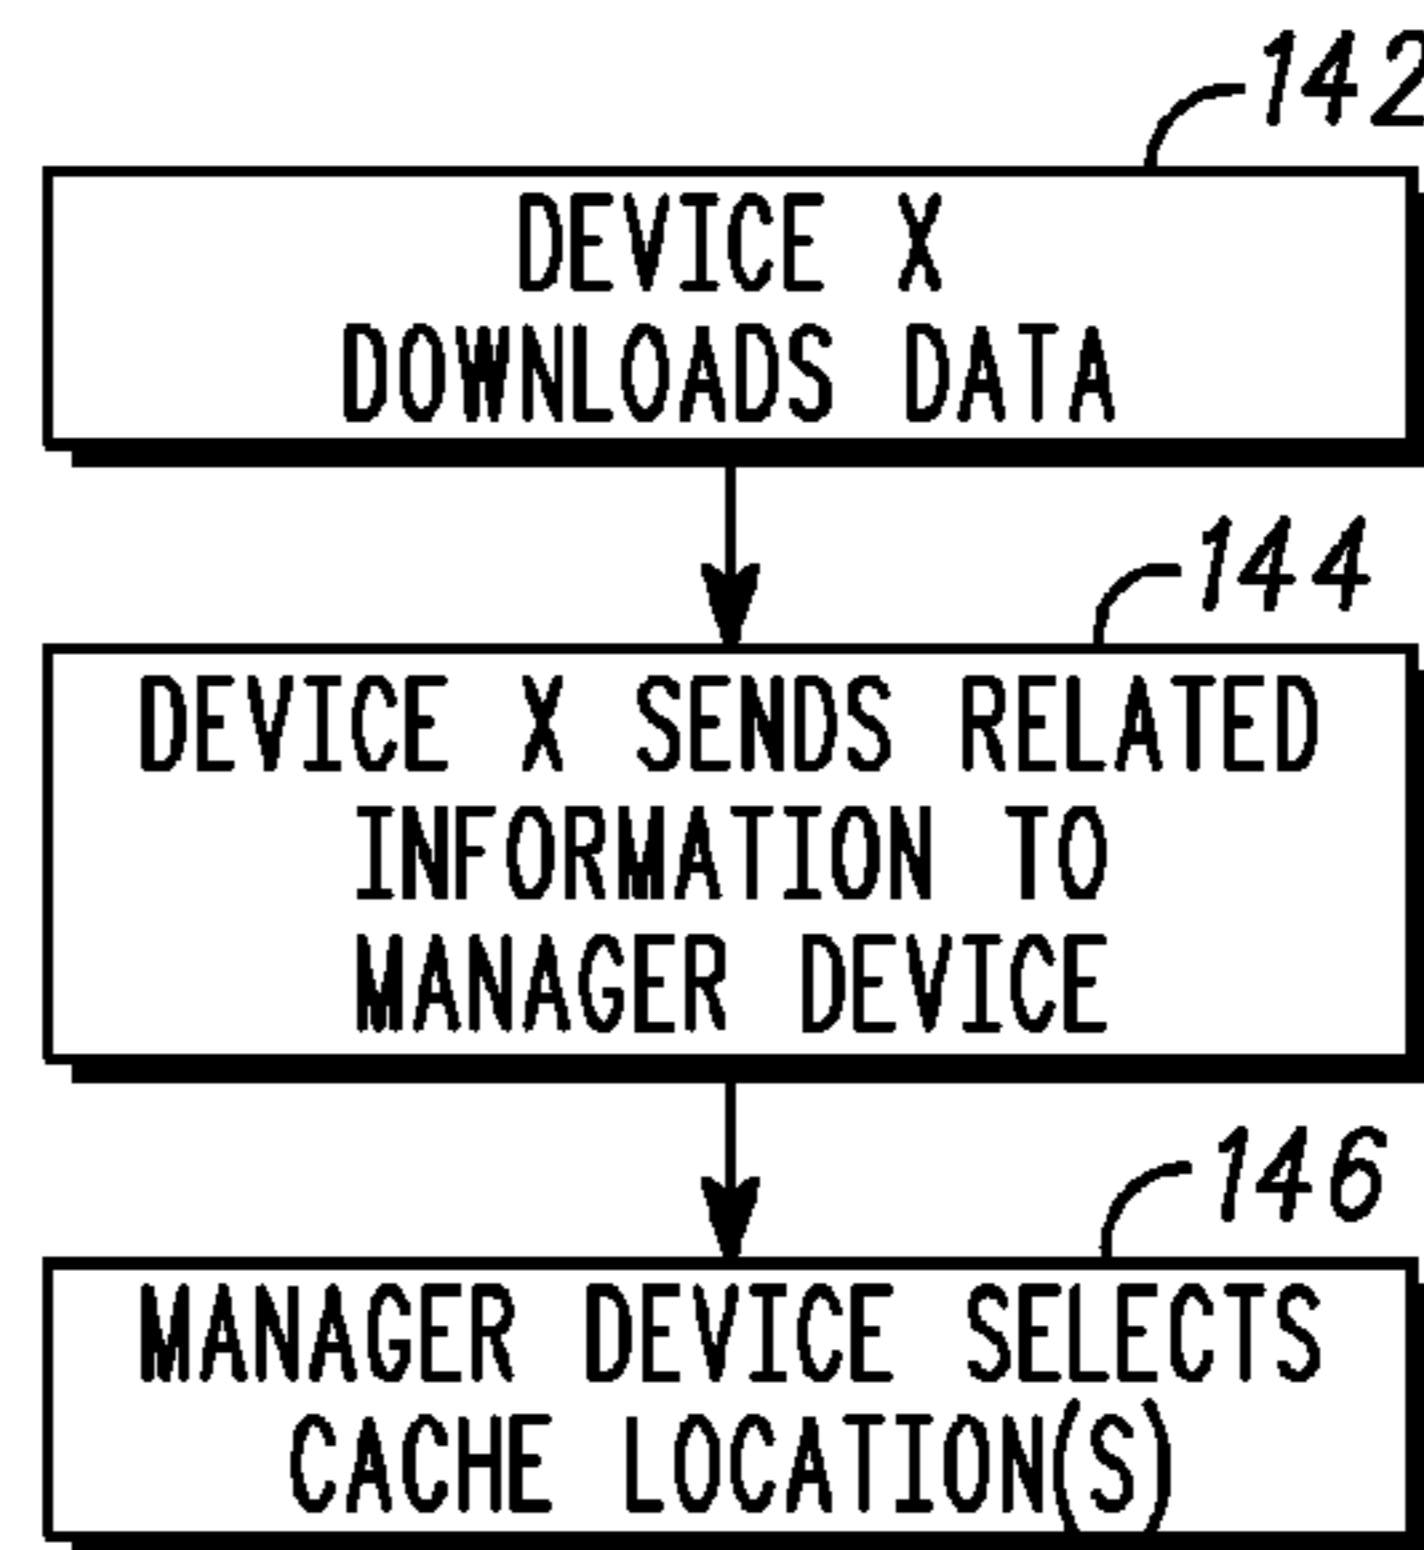 142
DEVICE X
DOWNLOADS DATA
144
DEVICE X SENDS RELATED
INFORMATION TO
MANAGER DEVICE
146
MANAGER DEVICE SELECTS
CACHE LOCATION(S)